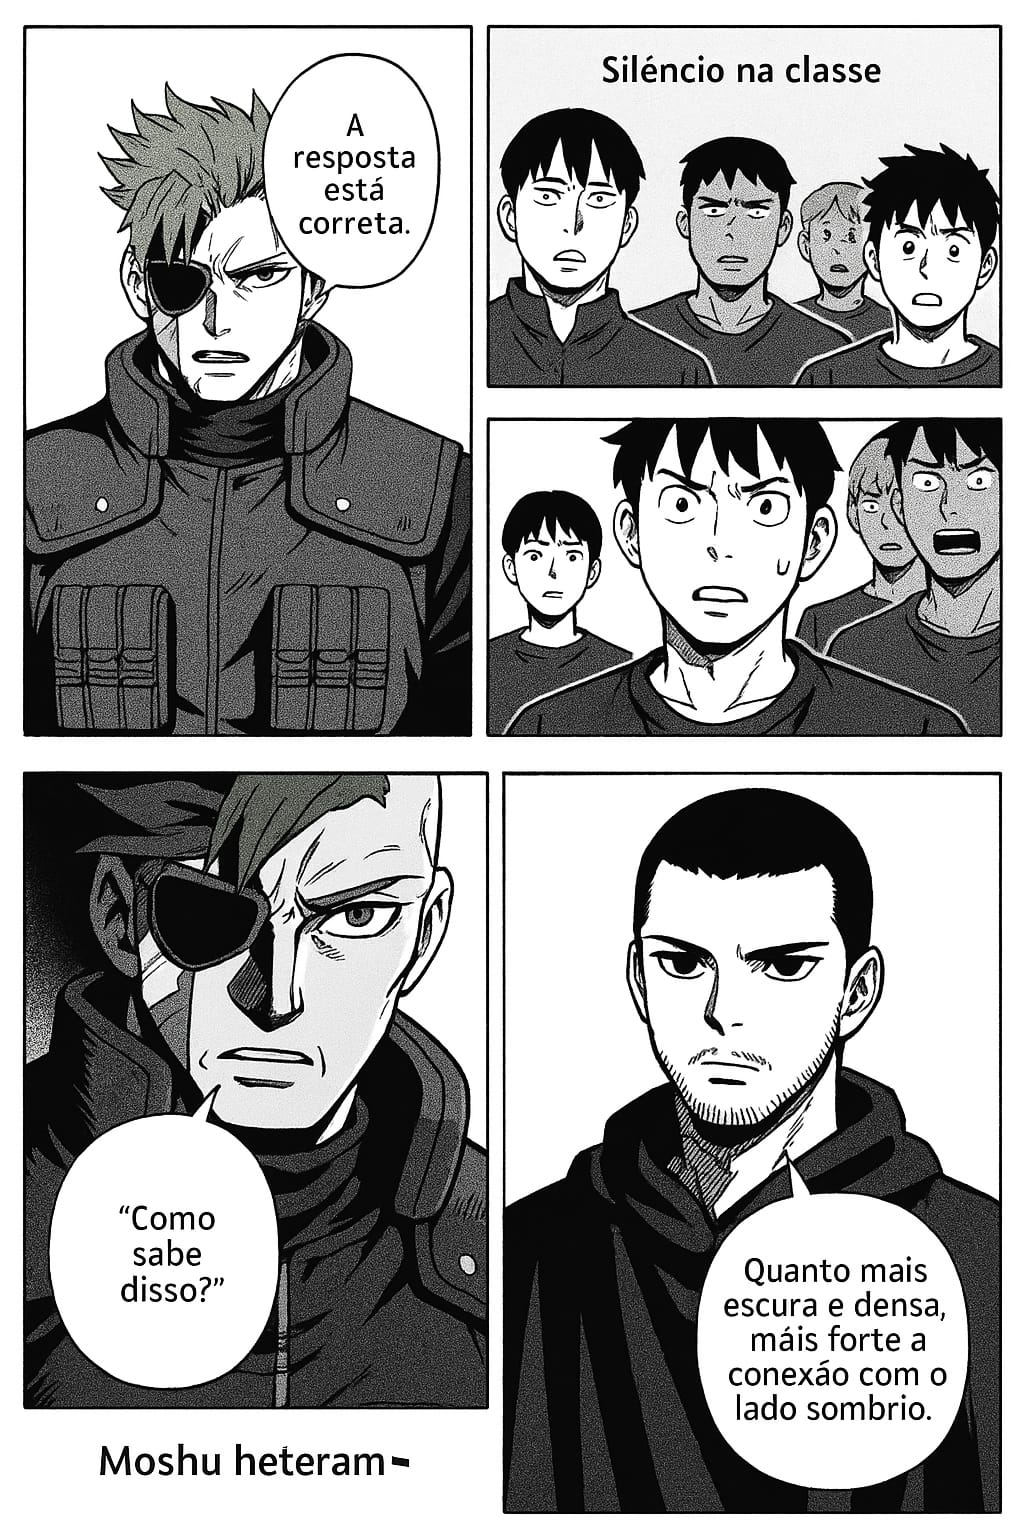 A
resposta
está
correta.
Siléncio na classe
“Como
sabe
disso?”
Quanto mais
escura e densa,
máis forte a
conexáo com o
lado sombrio.
Moshu heteram-